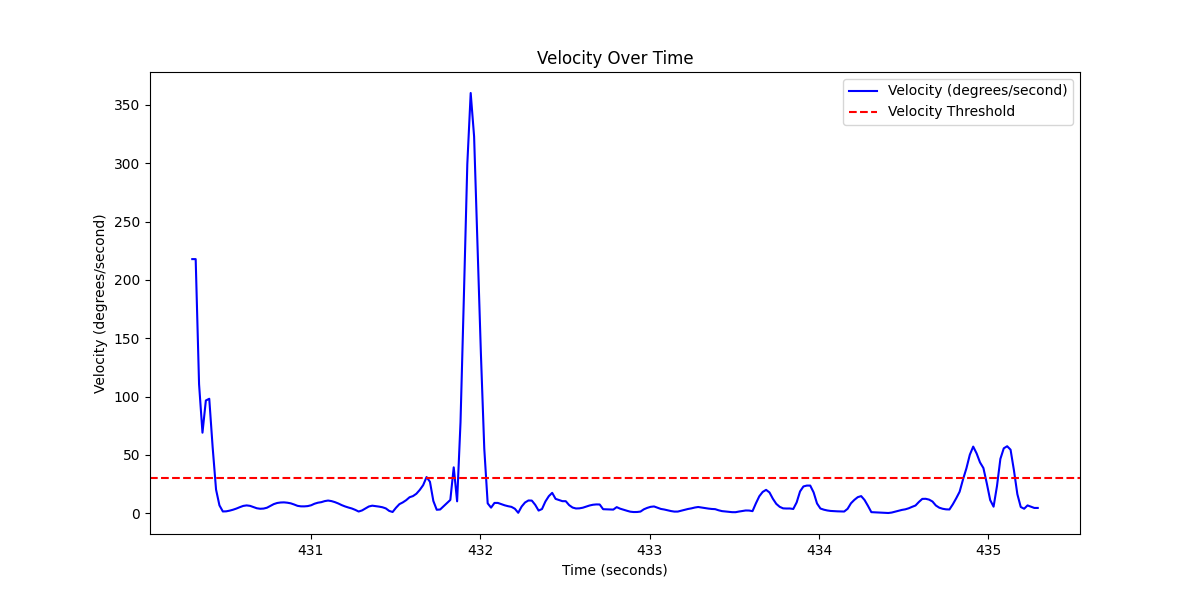 Velocity Over Time
Velocity (degrees/second)
Velocity Threshold
350
300
250
200
150
100
50
0
Velocity (degrees/second)
431 432 433 434 435
Time (seconds)